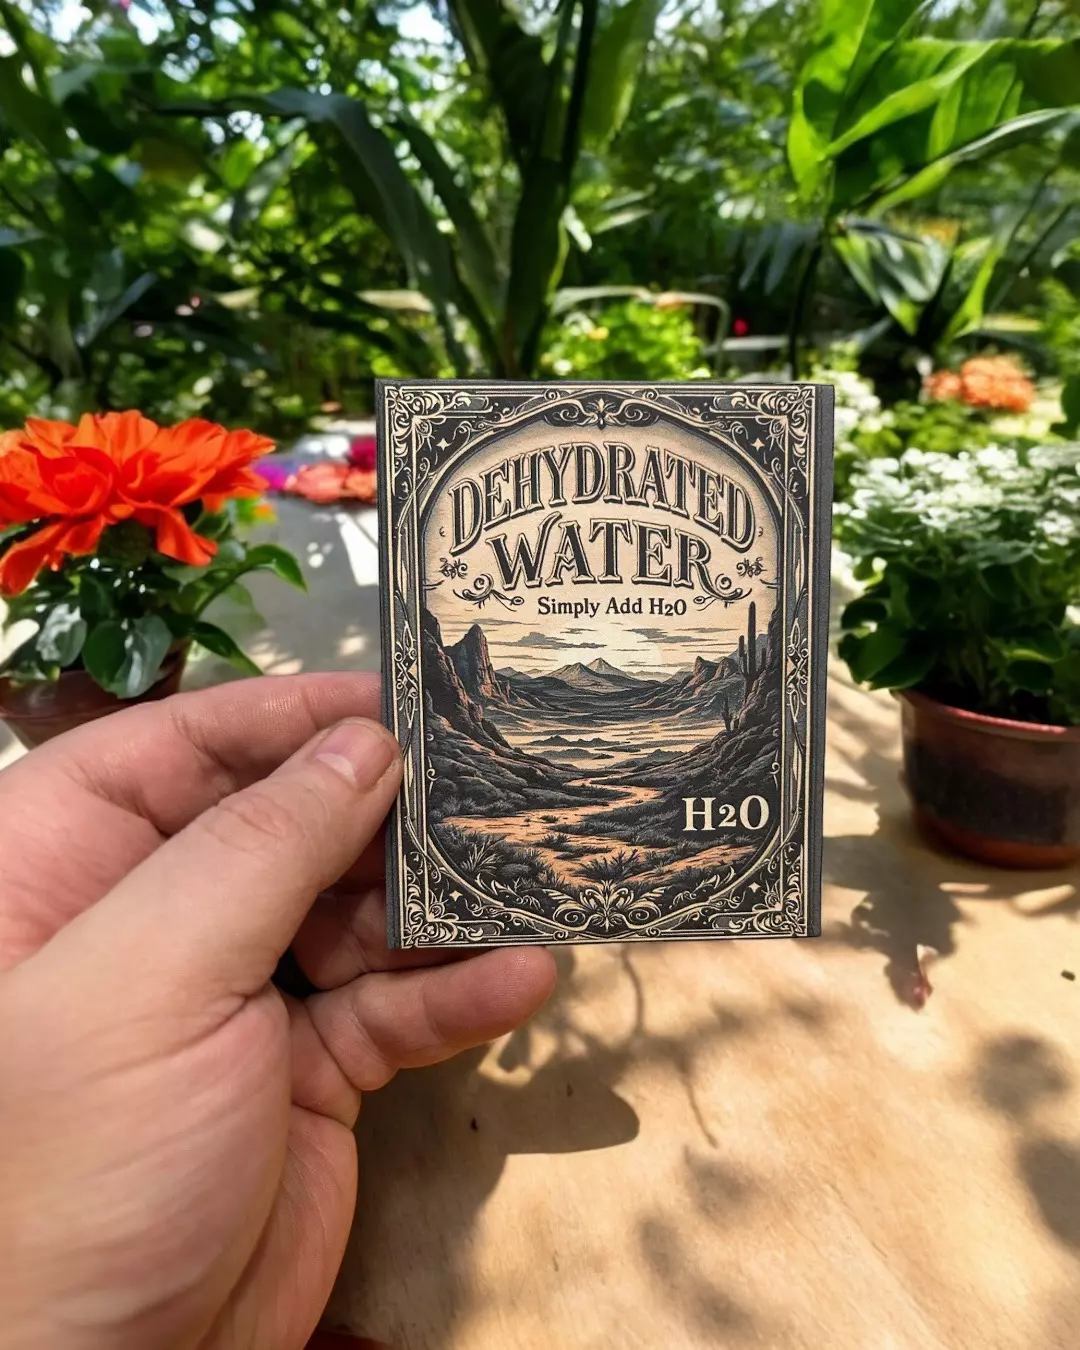 DEHYDRATED
WATER
Simply Add H2O
H2O